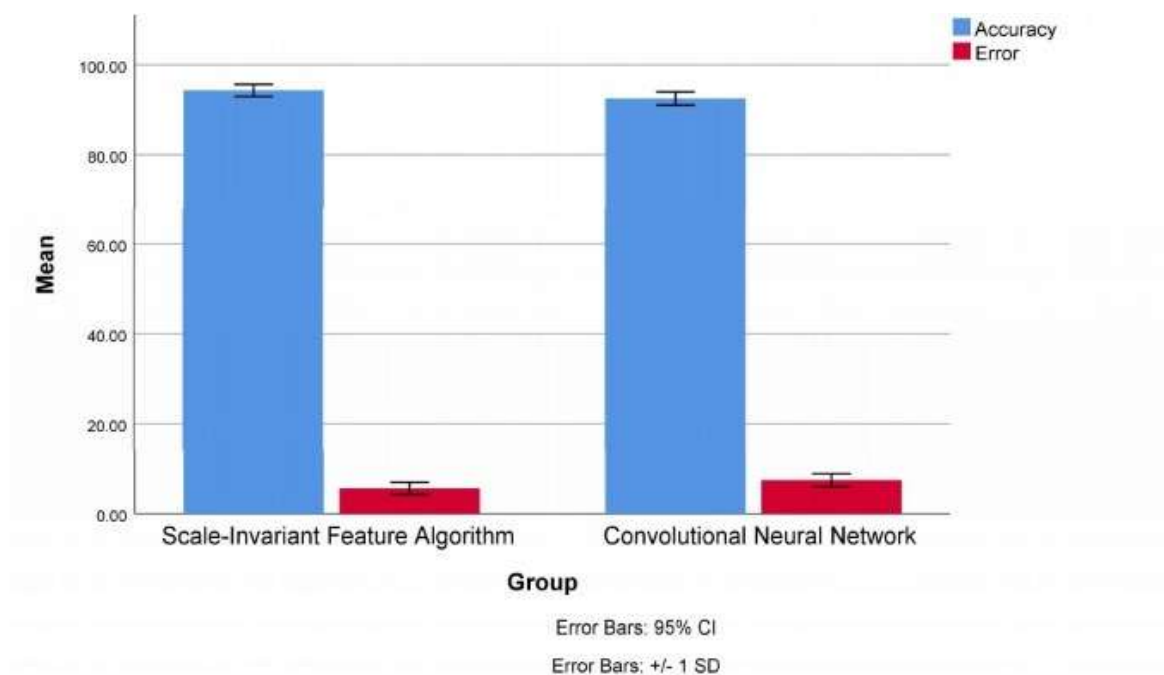 Accuracy
Error
100.00
80.00
60.00
40.00
20.00
0.00
Mean
Scale-Invariant Feature Algorithm
Convolutional Neural Network
Group
Error Bars: 95% CI
Error Bars: +/- 1 SD